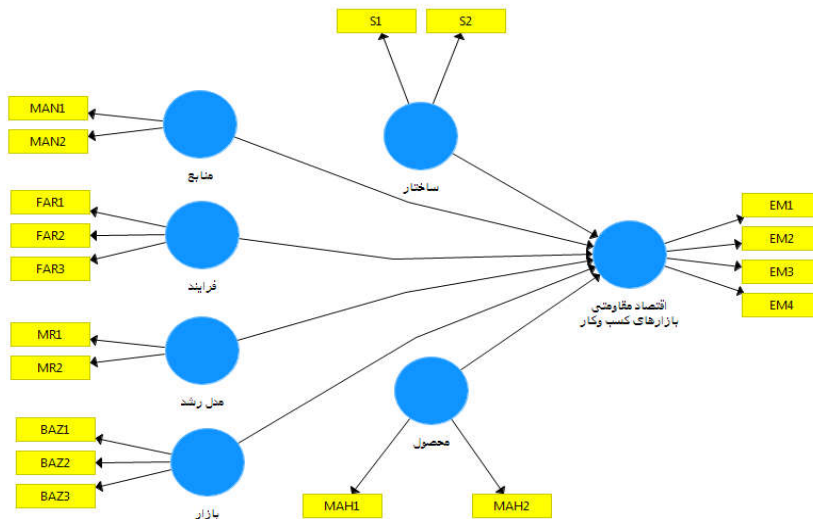 S1
S2
MAN1
MAN2
منابع
ساختار
FAR1
FAR2
FAR3
فرایند
EM1
EM2
EM3
EM4
اقتصاد مقاومتی
بازارهای کسب وکار
MR1
MR2
مدل رشد
محصول
BAZ1
BAZ2
BAZ3
بازار
MAH1
MAH2